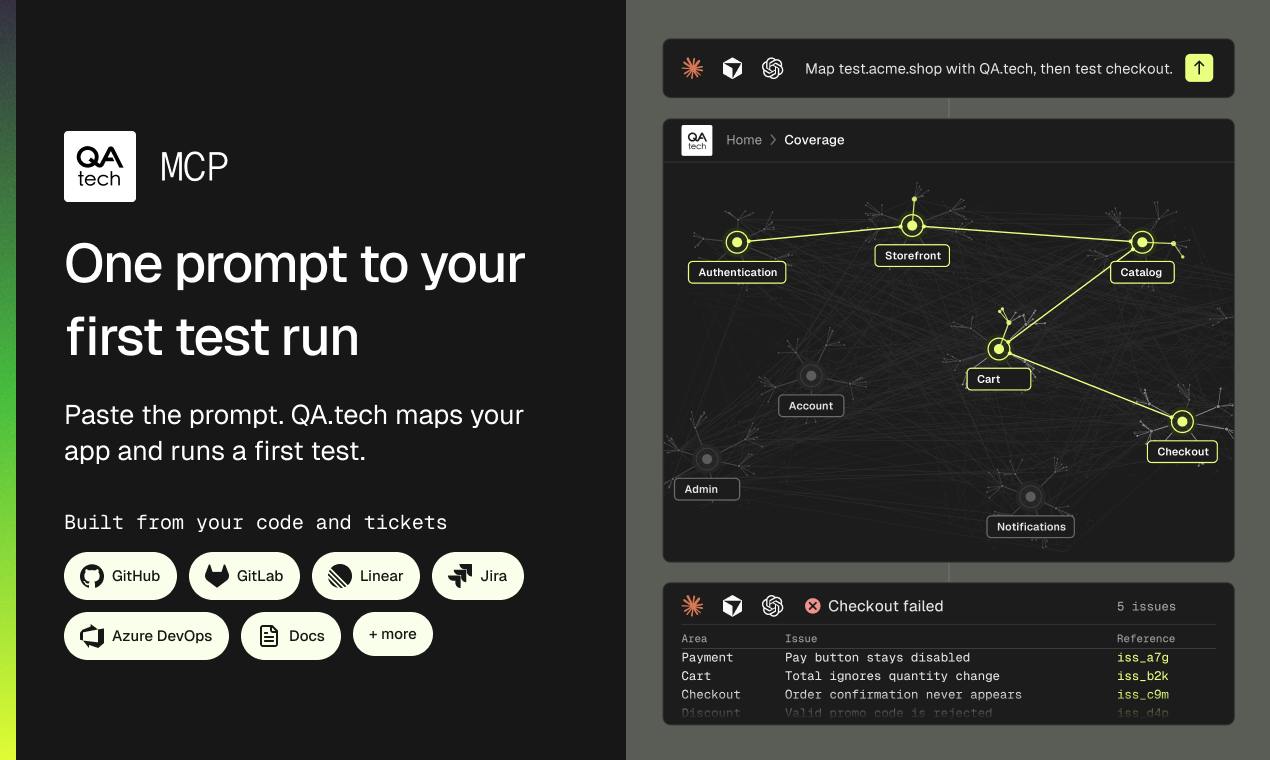 QA
tech
MCP
One prompt to your
first test run
Paste the prompt. QA.tech maps your
app and runs a first test.
Built from your code and tickets
GitHub
GitLab
Linear
Jira
Azure DevOps
Docs
+ more
Map test.acme.shop with QA.tech, then test checkout.
QA
tech
Home
Coverage
Authentication
Storefront
Catalog
Cart
Account
Checkout
Admin
Notifications
Checkout failed
5 issues
Area Issue Reference
Payment Pay button stays disabled iss_a7g
Cart Total ignores quantity change iss_b2k
Checkout Order confirmation never appears iss_c9m
Discount Valid promo code is rejected iss_d4p